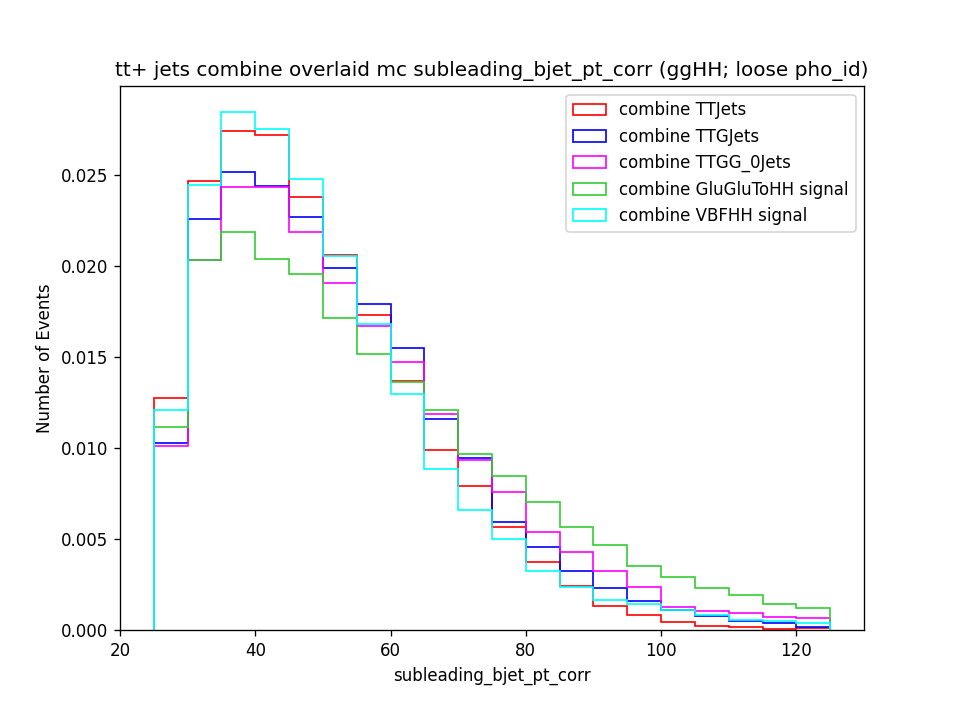 tt+ jets combine overlaid mc subleading_bjet_pt_corr (ggHH; loose pho_id)
combine TTJets
combine TTGJets
combine TTGG_0Jets
combine GluGluToHH signal
combine VBFHH signal
Number of Events
0.025
0.020
0.015
0.010
0.005
0.000
20 40 60 80 100 120
subleading_bjet_pt_corr